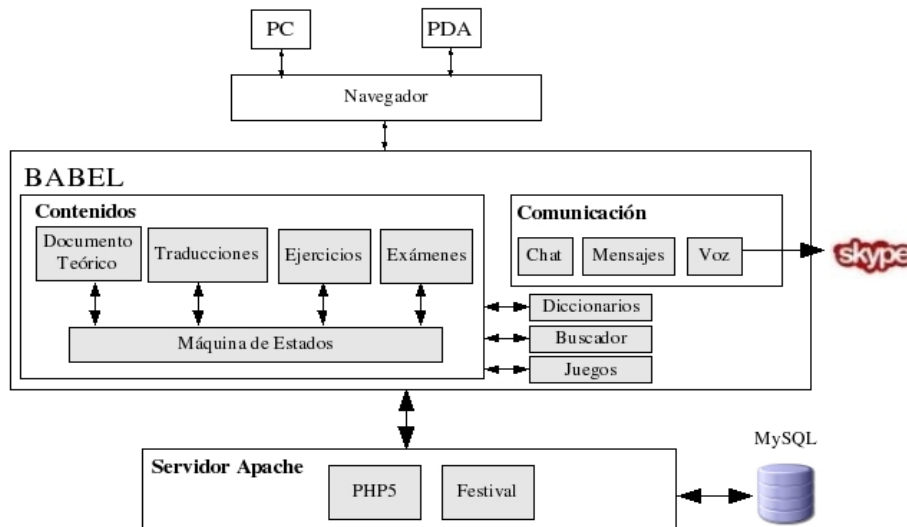 PC
PDA
Navegador
BABEL
Contenidos
Documento
Teórico
Traducciones
Ejercicios
Exámenes
Máquina de Estados
Comunicación
Chat
Mensajes
Voz
skype
Diccionarios
Buscador
Juegos
Servidor Apache
PHP5
Festival
MySQL